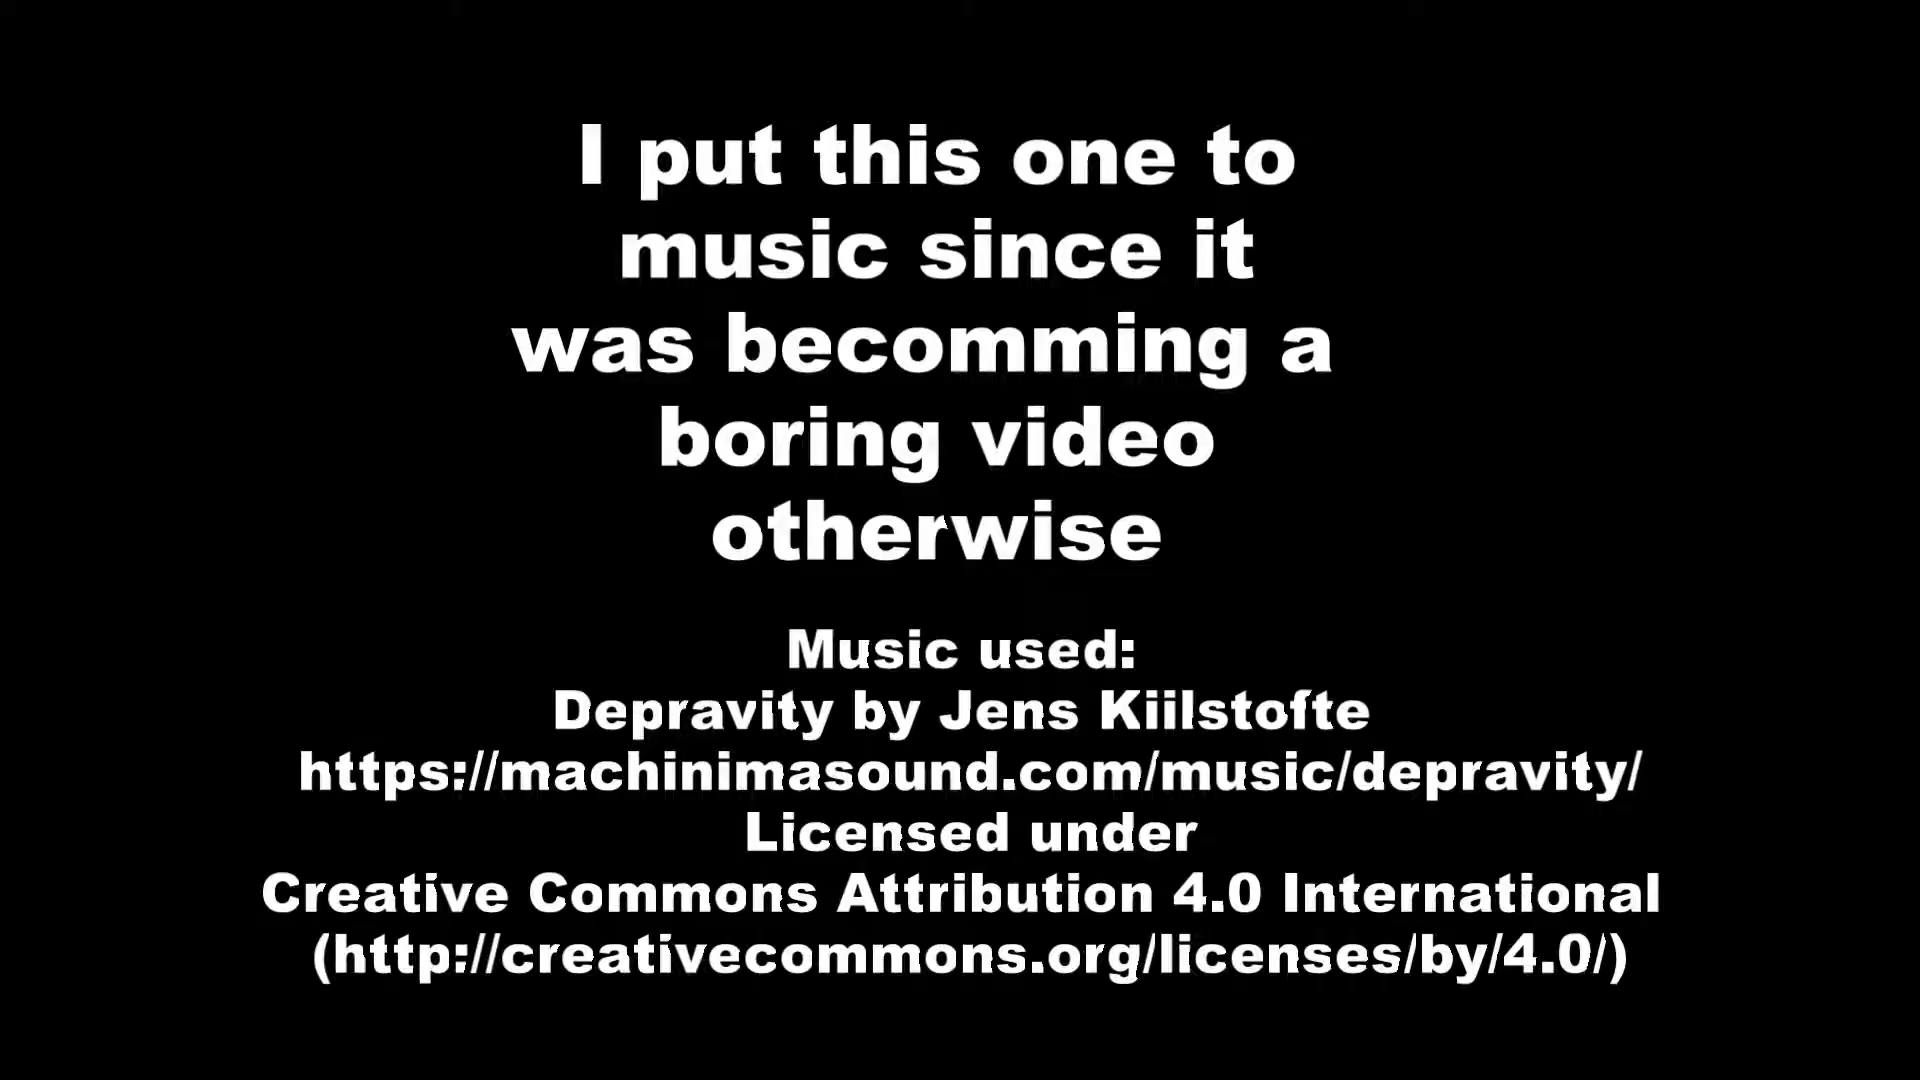 I put this one to
music since it
was becomming a
boring video
otherwise
Music used:
Depravity by Jens Kiilstofte
https://machinimasound.com/music/depravity/
Licensed under
Creative Commons Attribution 4.0 International
(http://creativecommons.org/licenses/by/4.0/)